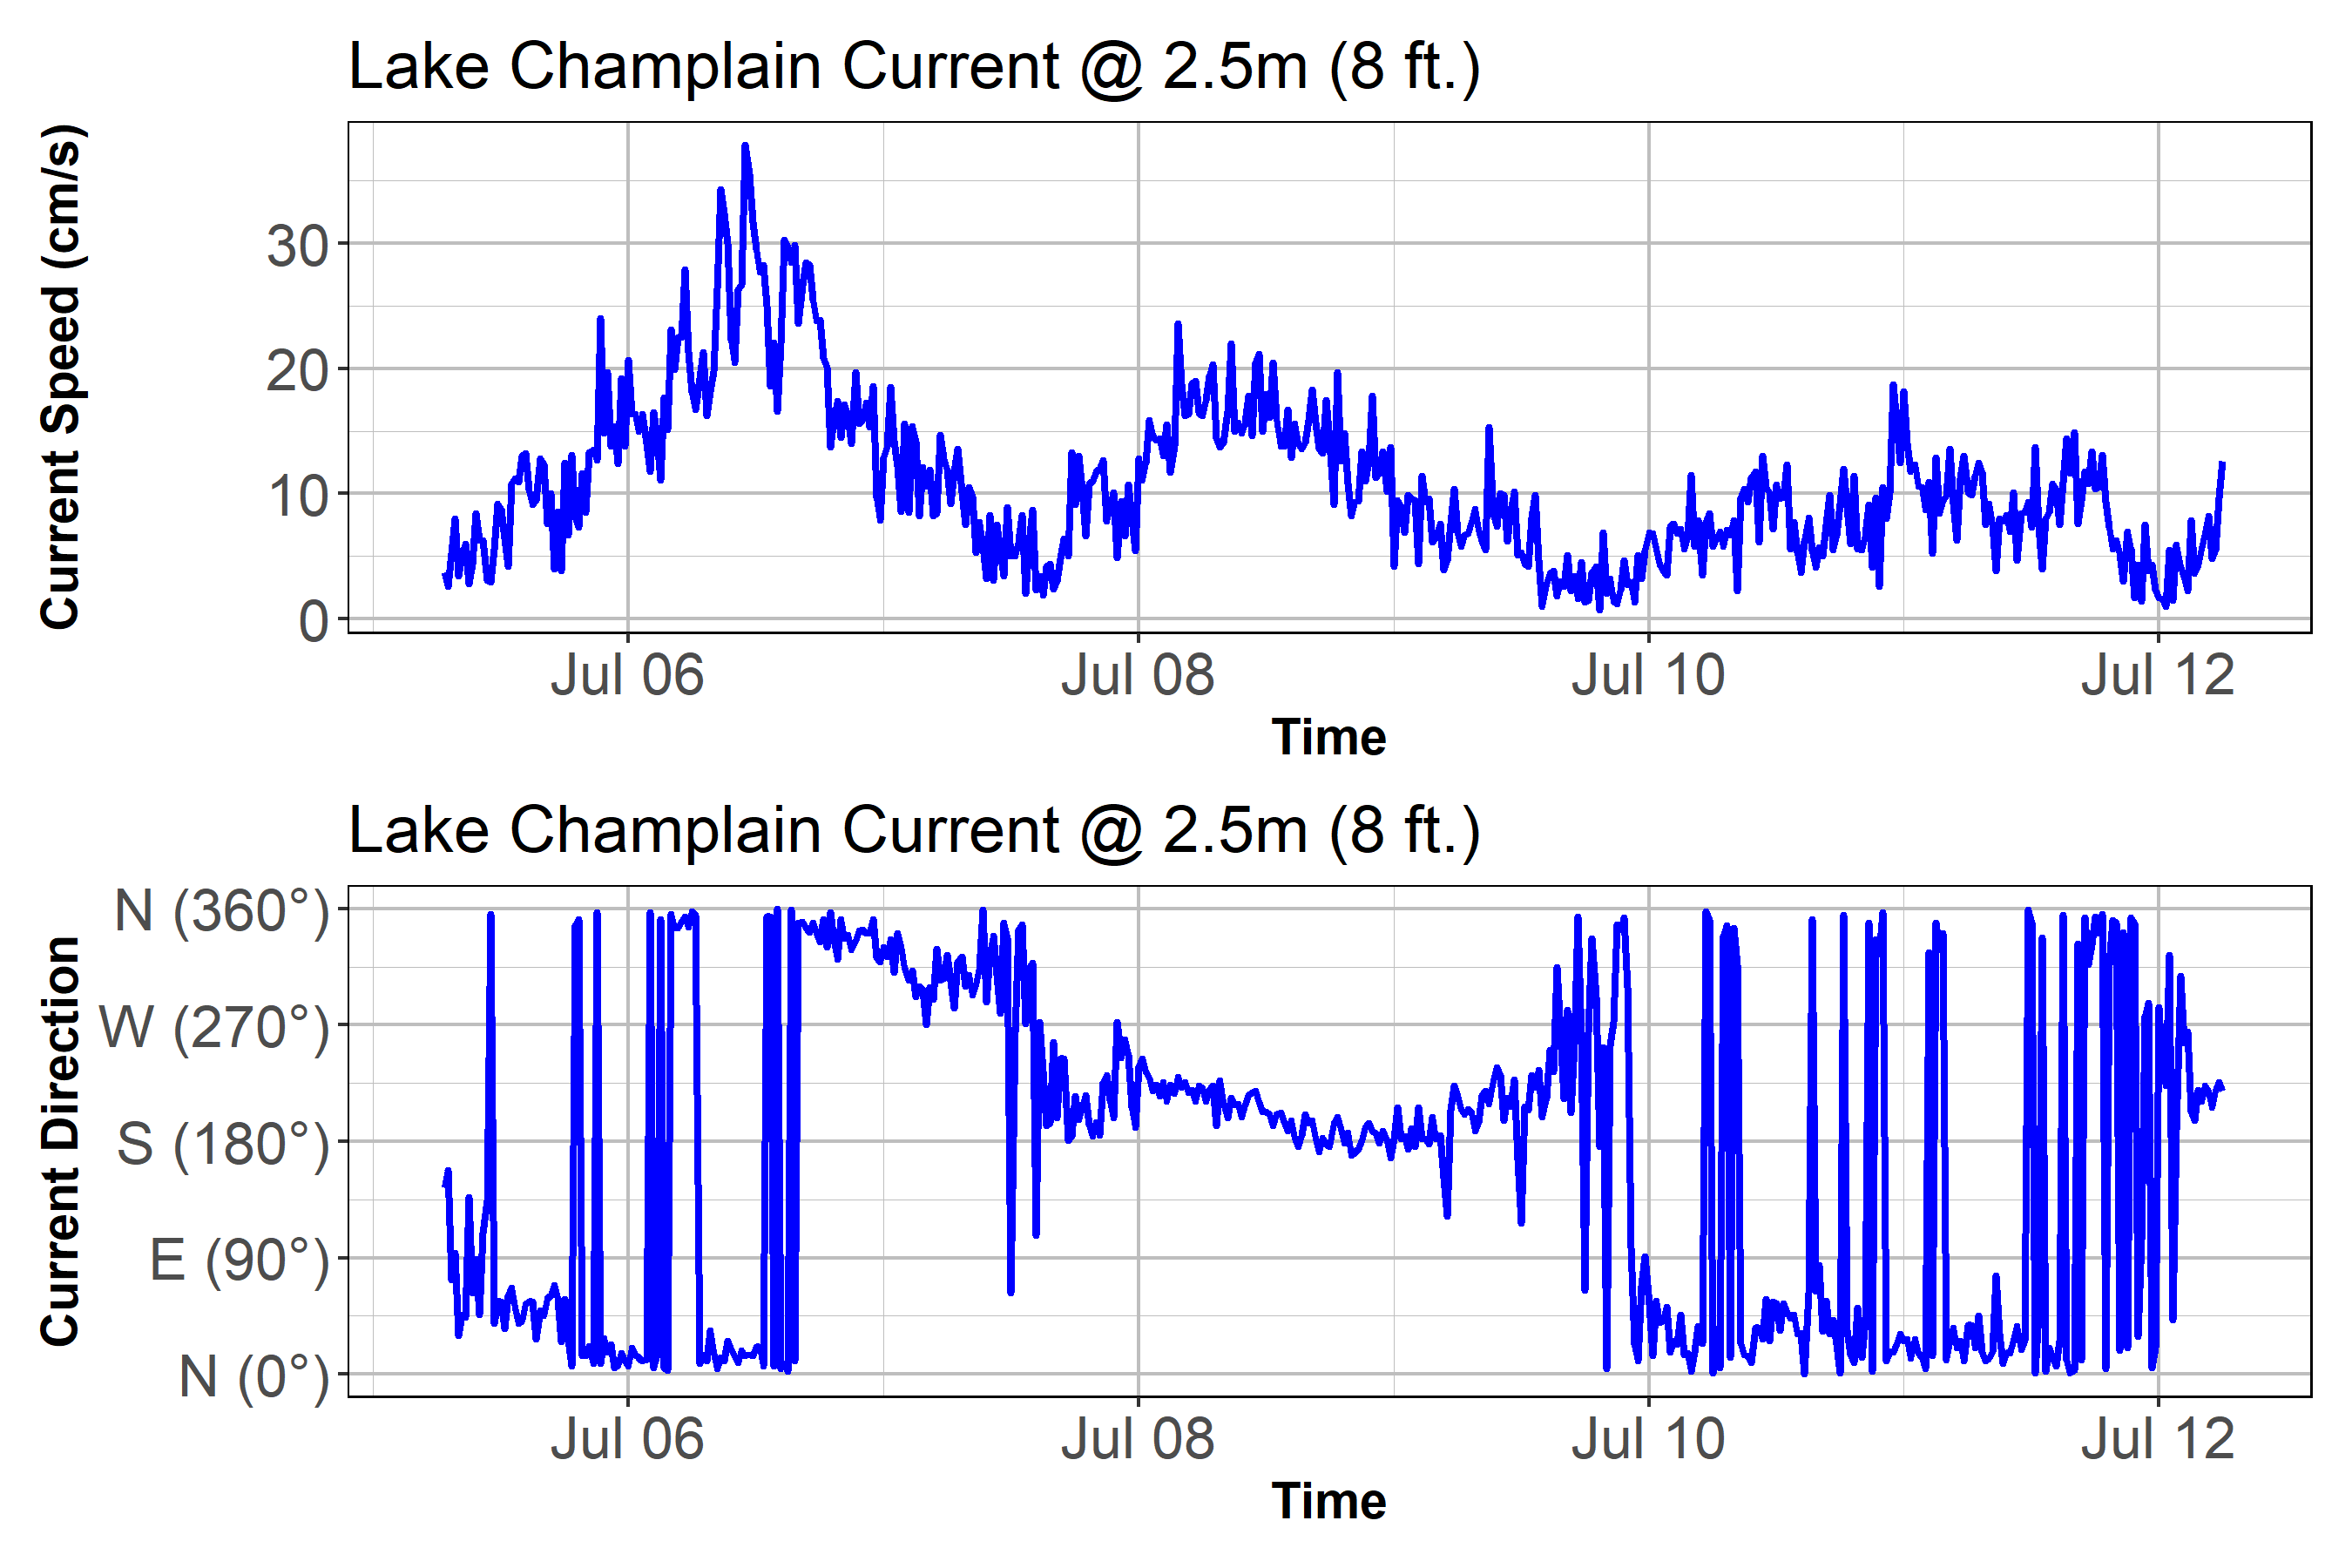 Lake Champlain Current @ 2.5m (8 ft.)
Current Speed (cm/s)
30
20
10
0
Jul 06 Jul 08 Jul 10 Jul 12
Time
Lake Champlain Current @ 2.5m (8 ft.)
Current Direction
N (360°)
W (270°)
S (180°)
E (90°)
N (0°)
Jul 06 Jul 08 Jul 10 Jul 12
Time